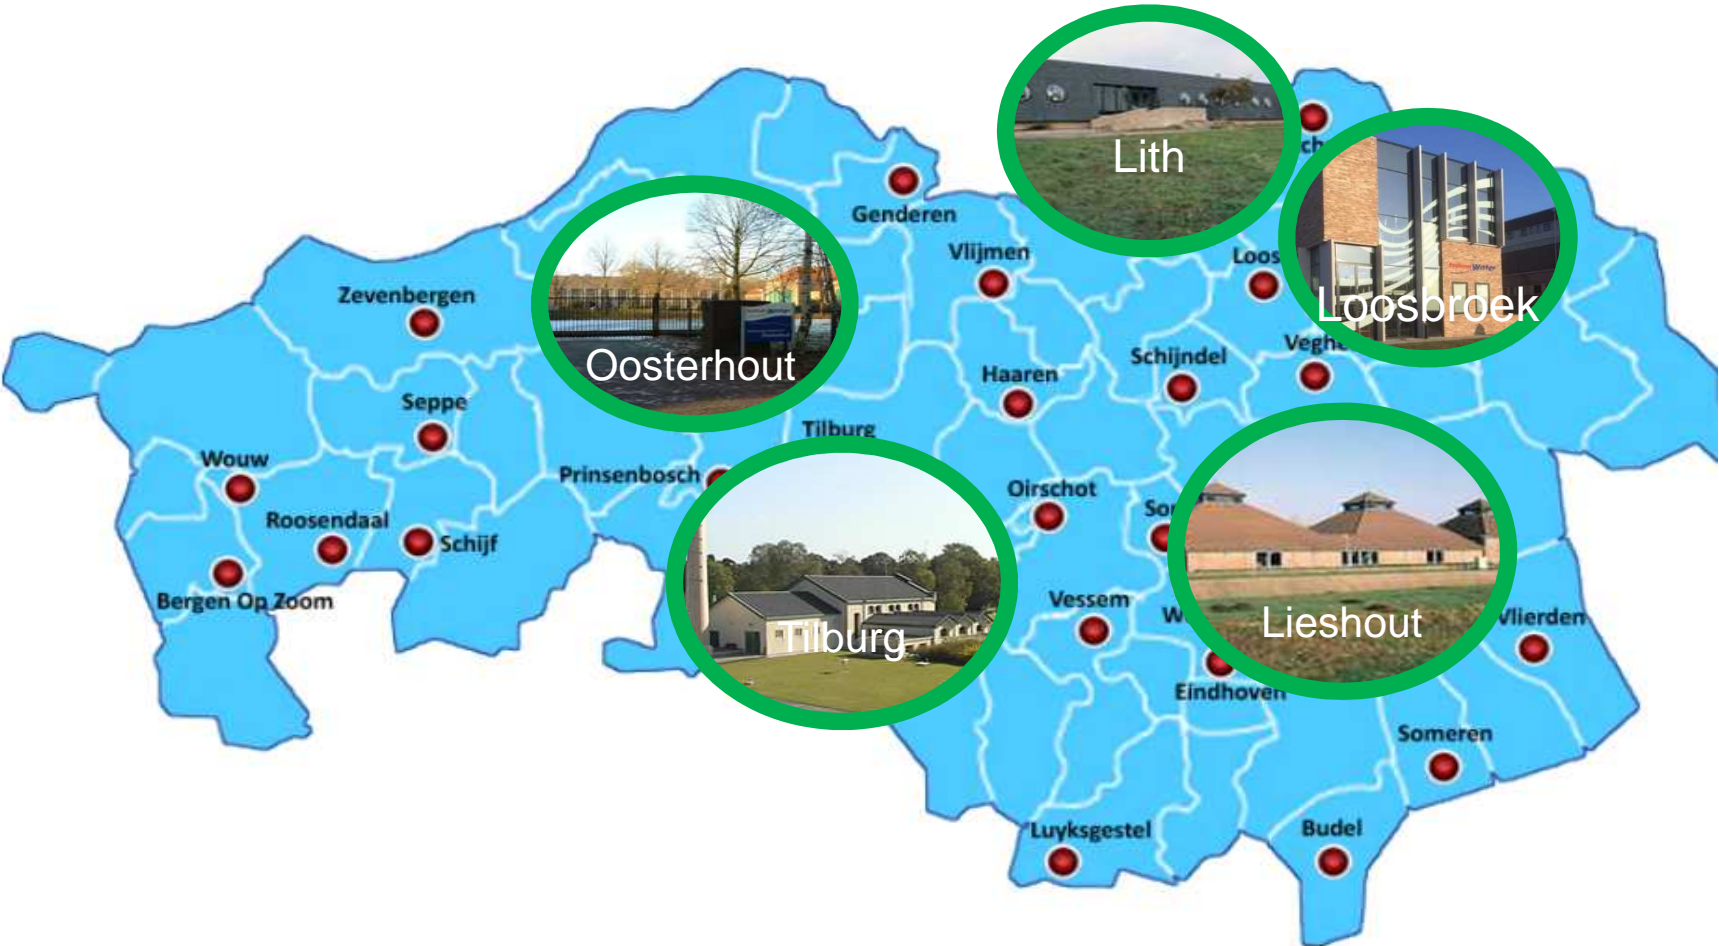 Lith
Genderen
Vlijmen
Loos
Loosbroek
Zevenbergen
Oosterhout
Schijndel
Haaren
Seppe
Tilburg
Wouw
Prinsenbosch
Oirschot
Roosendaal
Schijf
Bergen Op Zoom
Vessem
Tilburg
Lieshout
Vlierden
Eindhoven
Someren
Luyksgestel
Budel